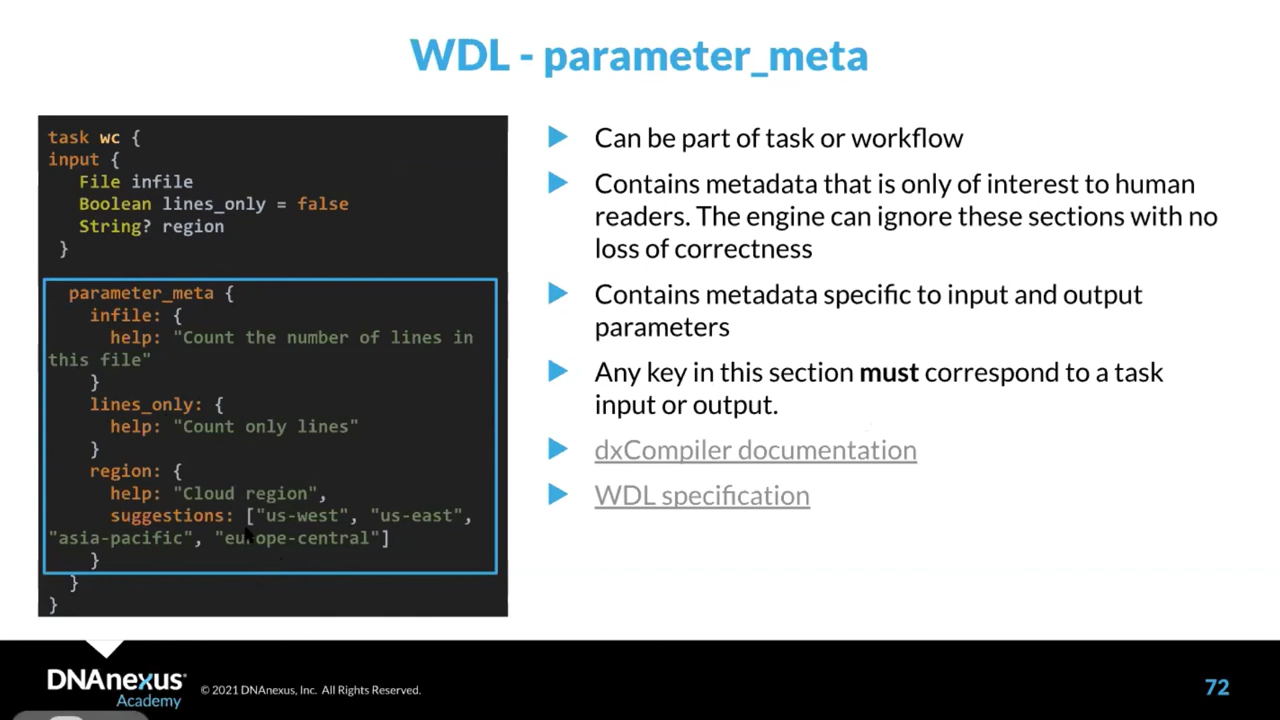 WDL - parameter_meta
task wc {
input {
File infile
Boolean lines_only = false
String? region
}
parameter_meta {
infile: {
help: "Count the number of lines in
this file"
}
lines_only: {
help: "Count only lines"
}
region: {
help: "Cloud region",
suggestions: ["us-west", "us-east",
"asia-pacific", "europe-central"]
}
}
}
Can be part of task or workflow
Contains metadata that is only of interest to human
readers. The engine can ignore these sections with no
loss of correctness
Contains metadata specific to input and output
parameters
Any key in this section must correspond to a task
input or output.
dxCompiler documentation
WDL specification
DNAnexus
Academy
© 2021 DNAnexus, Inc. All Rights Reserved.
72